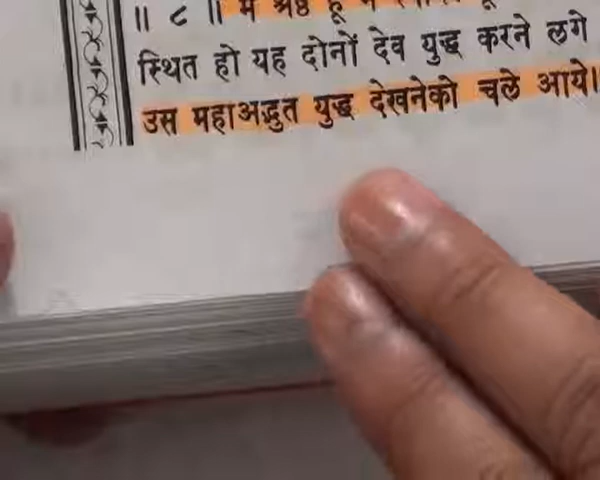 ॥ ८ ॥ मैं श्रेष्ठ हूँ
स्थित हो यह दोनों देव युद्ध करने लगे
उस महाअद्भुत युद्ध देखनेको चले आये।